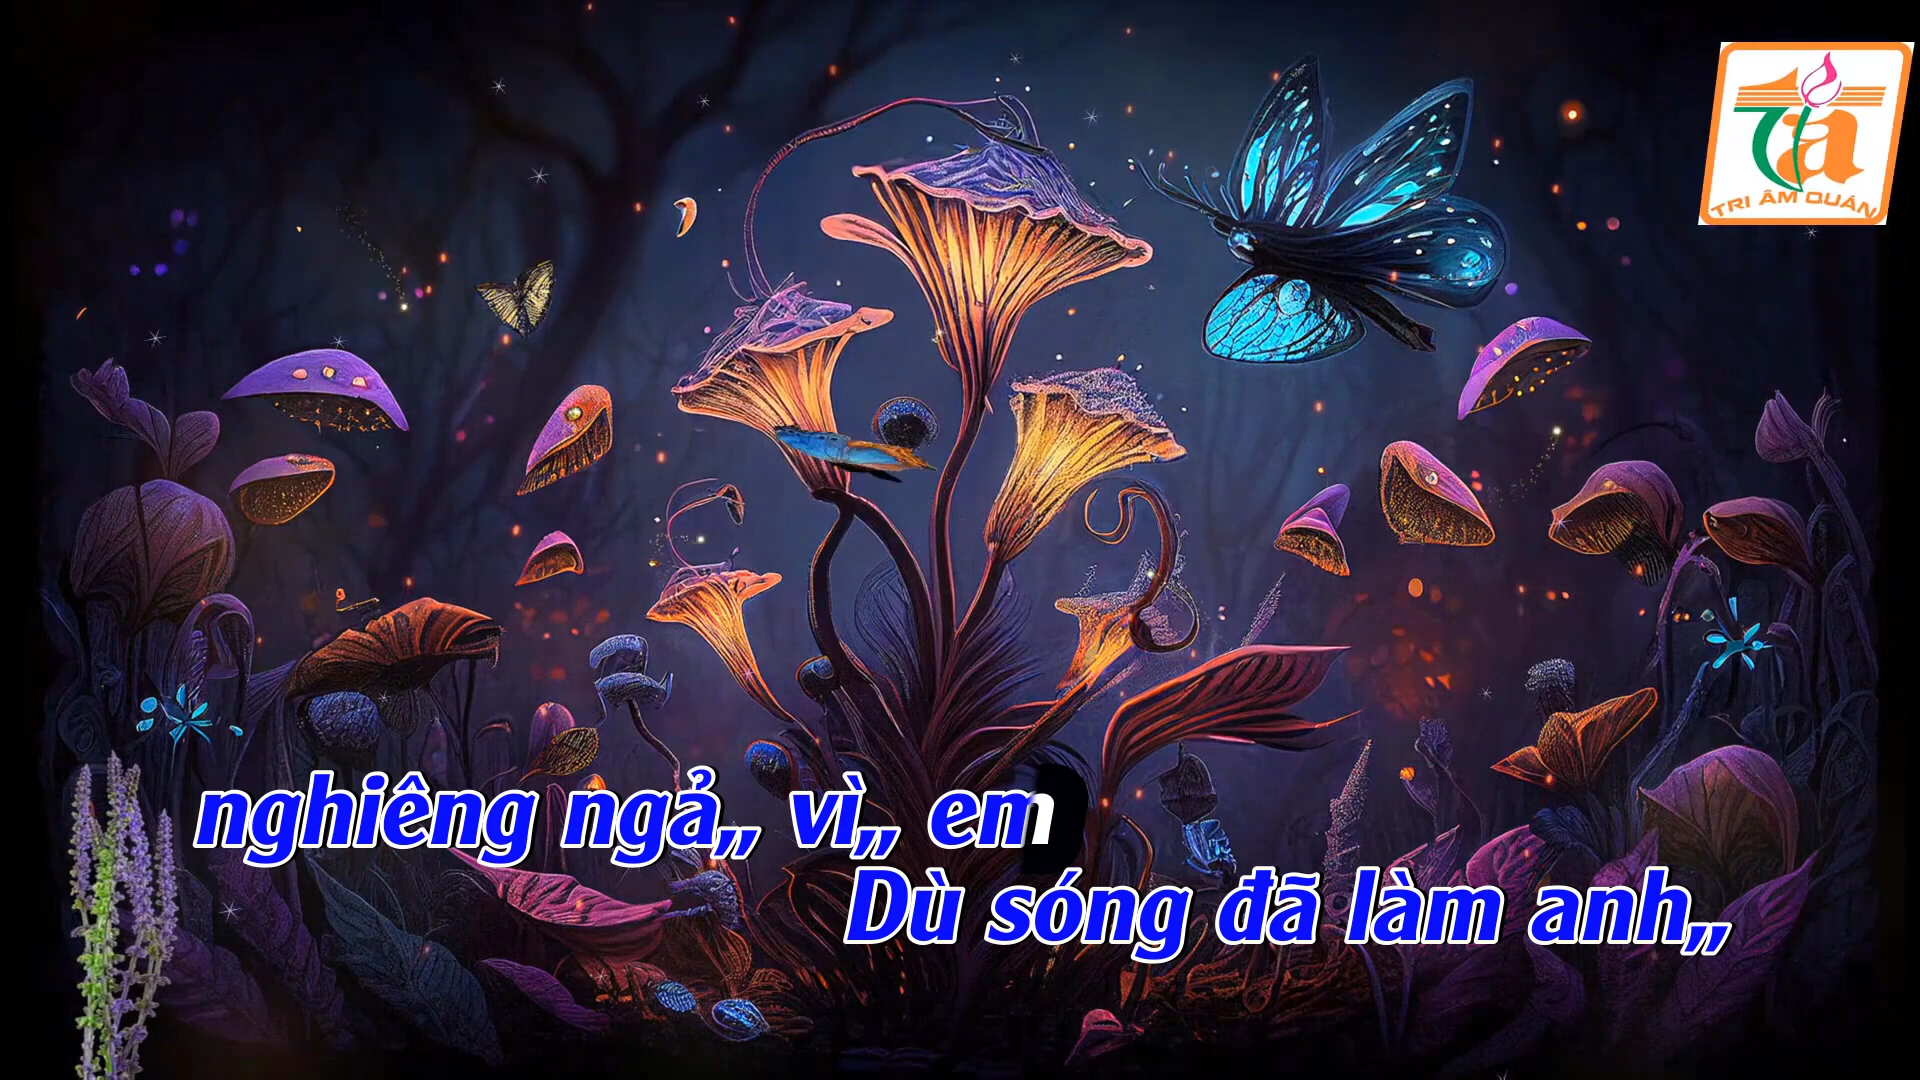 TRI ÂM QUÁN
nghiêng ngả,, vì,, em
Dù sóng đã làm anh,,